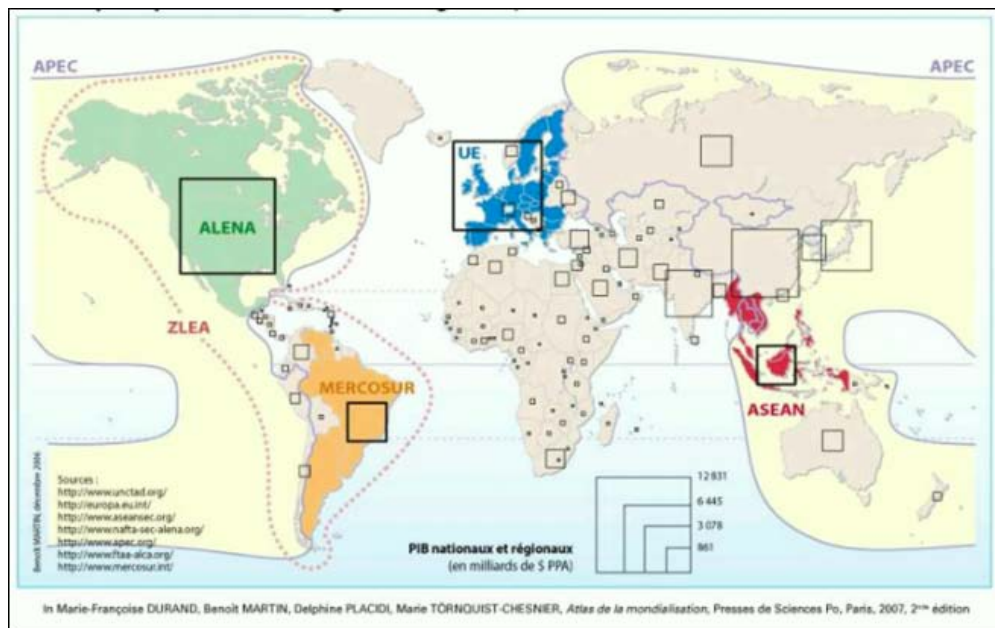 APEC
APEC
UE
ALENA
ZLEA
MERCOSUR
ASEAN
Sources :
http://www.unctad.org/
http://europa.eu.int/
http://www.aseansec.org/
http://www.nafta-sec-alena.org/
http://www.apec.org/
http://www.ftaa-alca.org/
http://www.mercosur.int/
Benoît MARTIN, décembre 2006
PIB nationaux et régionaux
(en milliards de $ PPA)
12 831
6 445
3 078
861
In Marie-Françoise DURAND, Benoît MARTIN, Delphine PLACIDI, Marie TÖRNQUIST-CHESNIER, Atlas de la mondialisation, Presses de Sciences Po, Paris, 2007, 2ème édition